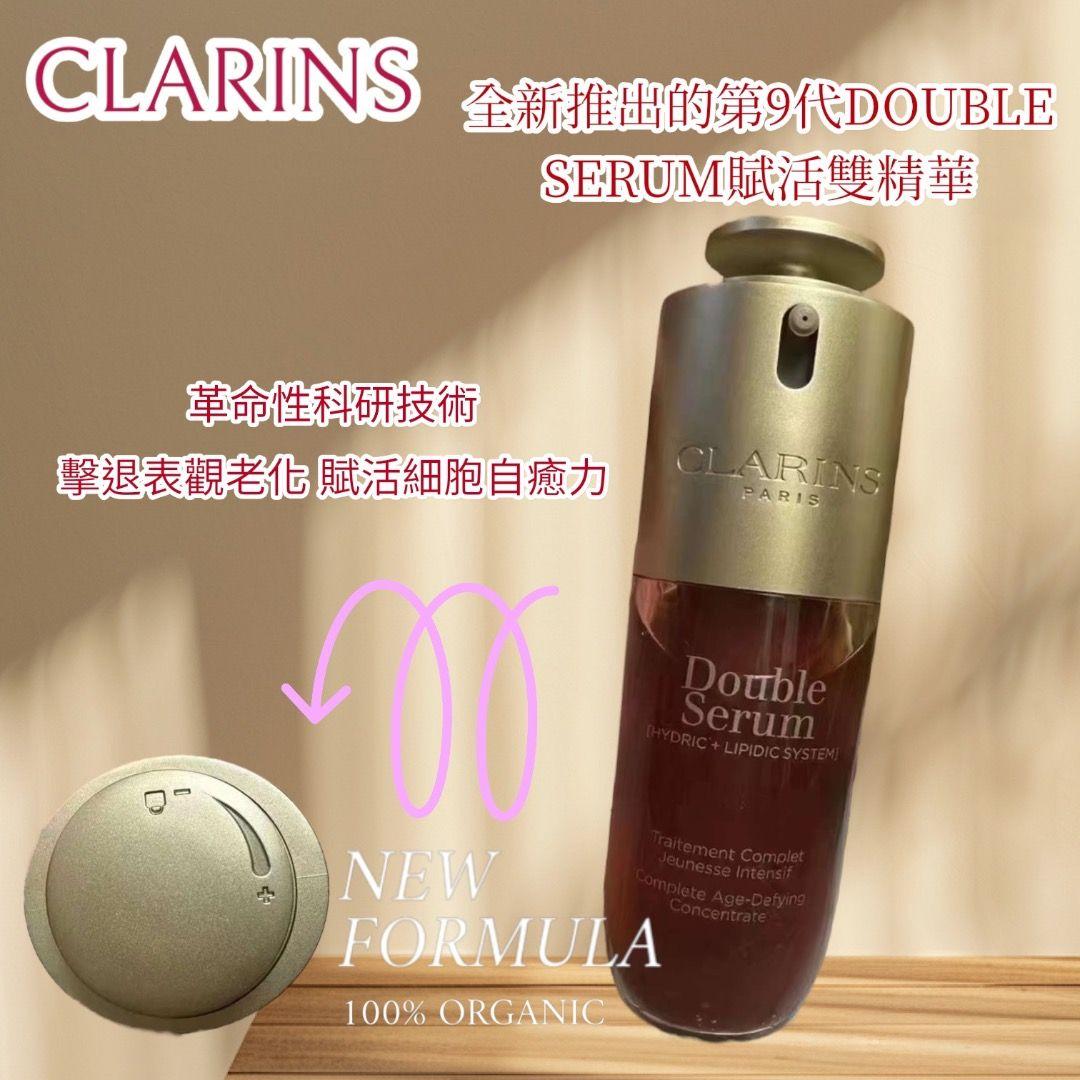 CLARINS
全新推出的第9代DOUBLE
SERUM賦活雙精華
革命性科研技術
擊退表觀老化 賦活細胞自癒力
CLARINS
PARIS
Double
Serum
[HYDRIC + LIPIDIC SYSTEM]
Traitement Complet
Jeunesse Intensif
Complete Age-Defying
Concentrate
- 
+
NEW
FORMULA
100% ORGANIC